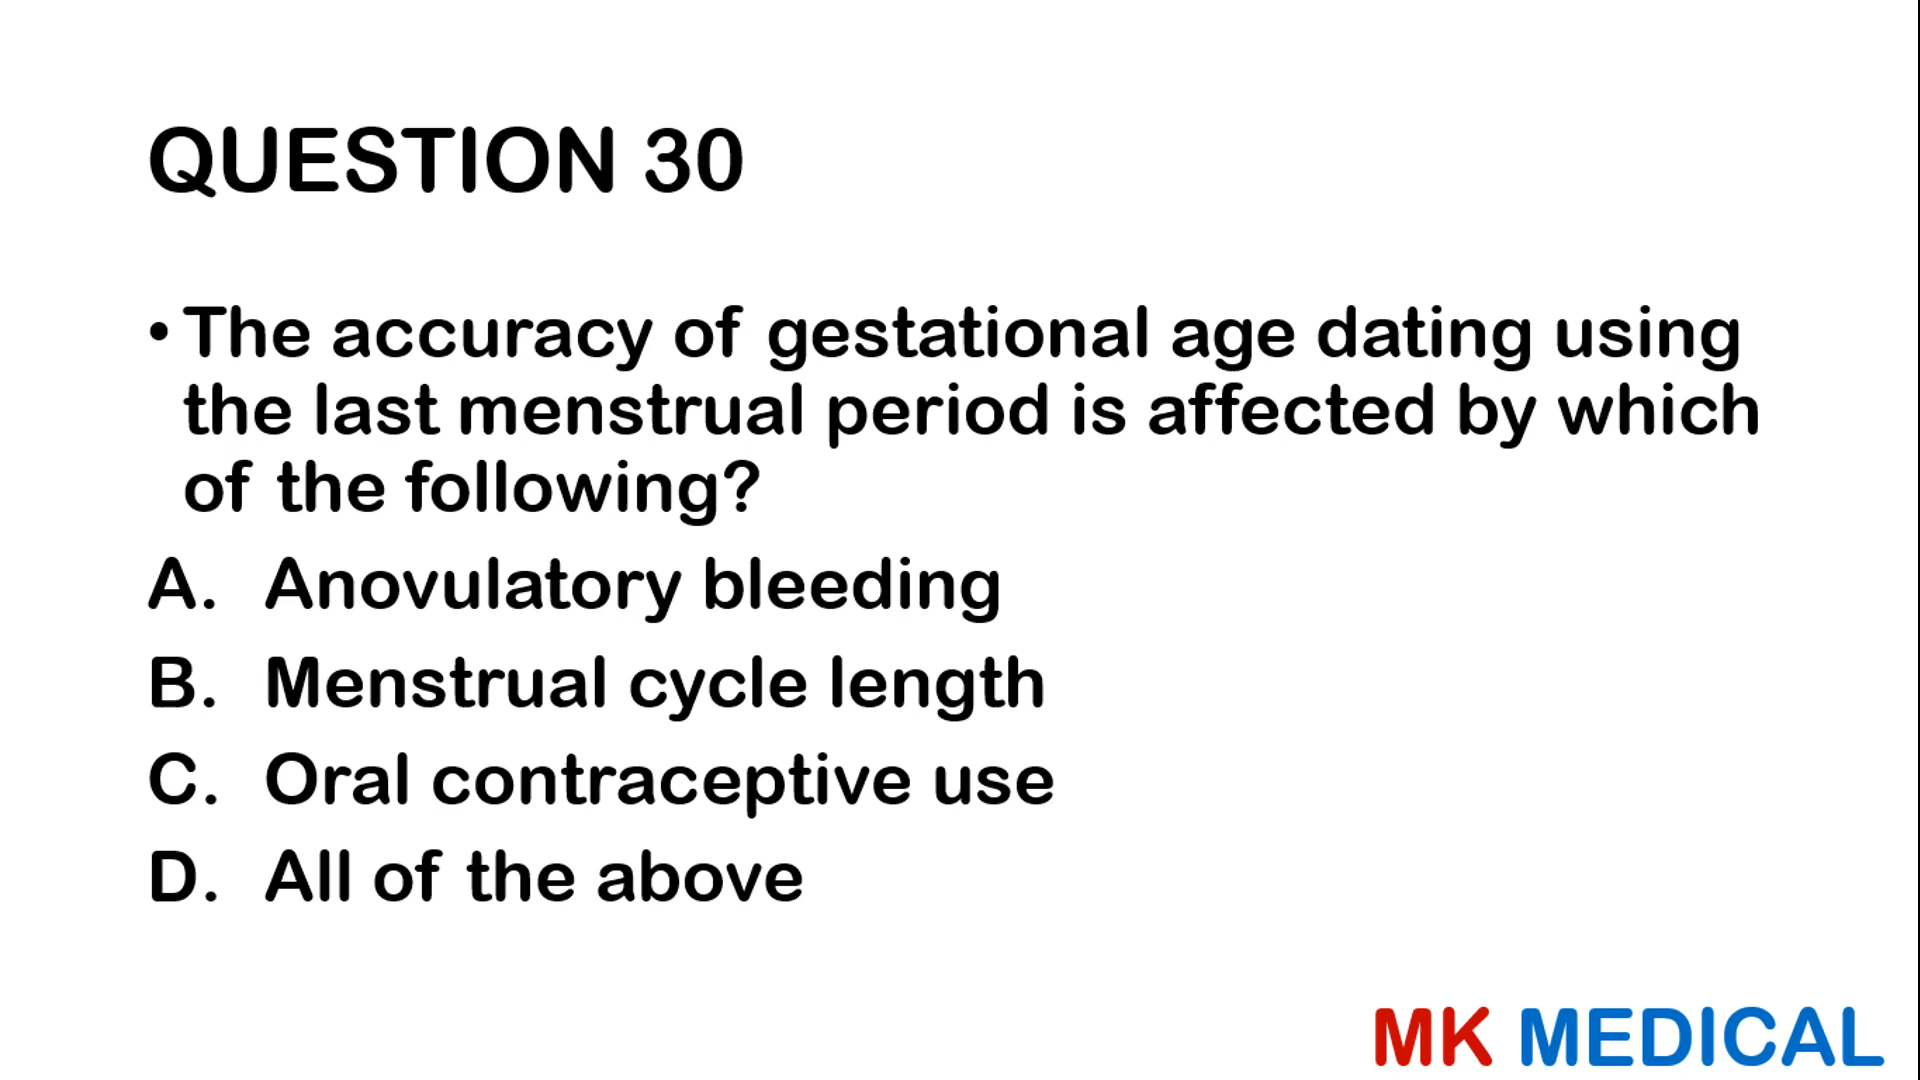 QUESTION 30
• The accuracy of gestational age dating using
the last menstrual period is affected by which
of the following?
A. Anovulatory bleeding
B. Menstrual cycle length
C. Oral contraceptive use
D. All of the above
MK MEDICAL